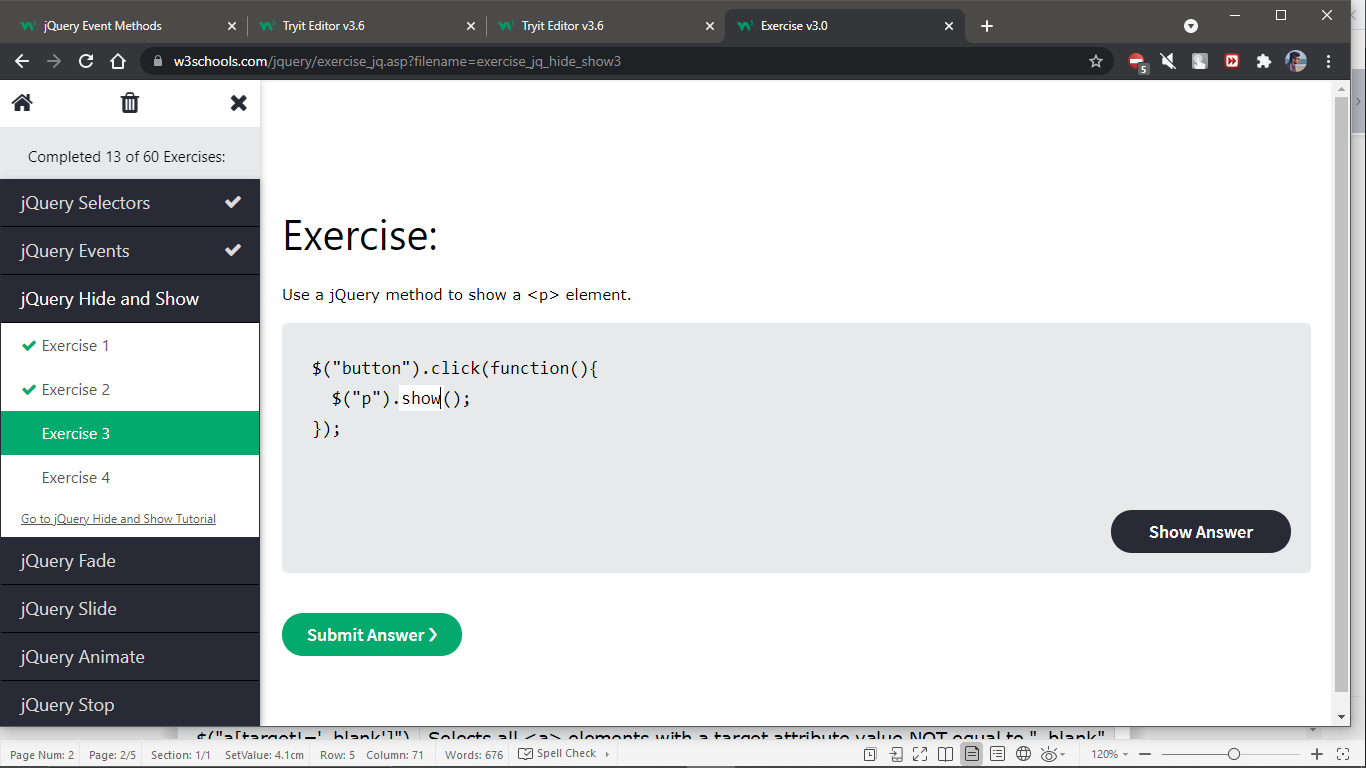 jQuery Event Methods
Tryit Editor v3.6
Tryit Editor v3.6
Exercise v3.0
w3schools.com/jquery/exercise_jq.asp?filename=exercise_jq_hide_show3
5
Completed 13 of 60 Exercises:
jQuery Selectors
jQuery Events
jQuery Hide and Show
Exercise 1
Exercise 2
Exercise 3
Exercise 4
Go to jQuery Hide and Show Tutorial
jQuery Fade
jQuery Slide
jQuery Animate
jQuery Stop
Exercise:
Use a jQuery method to show a <p> element.
$("button").click(function(){
$("p").show();
});
Show Answer
Submit Answer ❯
$("a[target!='_blank']") Selects all <a> elements with a target attribute value NOT equal to "_blank"
Page Num: 2 Page: 2/5 Section: 1/1 SetValue: 4.1cm Row: 5 Column: 71 Words: 676 Spell Check 120%